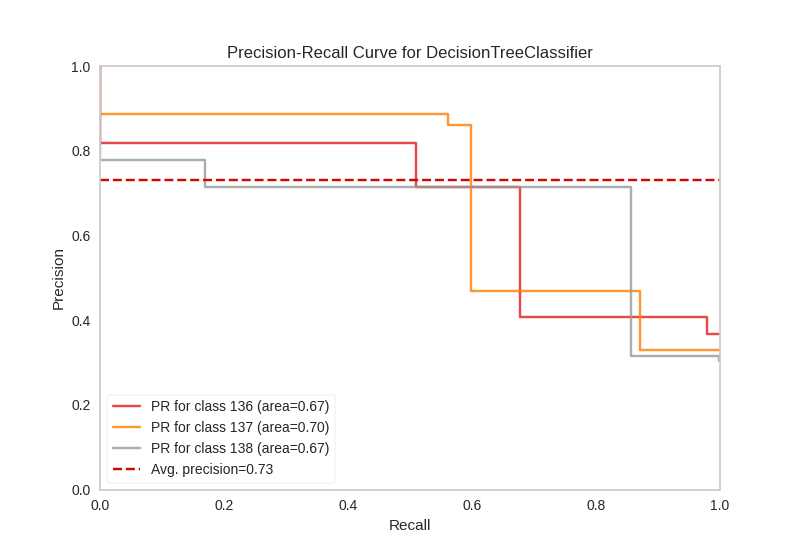 Precision-Recall Curve for DecisionTreeClassifier
1.0
0.8
0.6
0.4
0.2
0.0
Precision
PR for class 136 (area=0.67)
PR for class 137 (area=0.70)
PR for class 138 (area=0.67)
Avg. precision=0.73
0.0 0.2 0.4 0.6 0.8 1.0
Recall